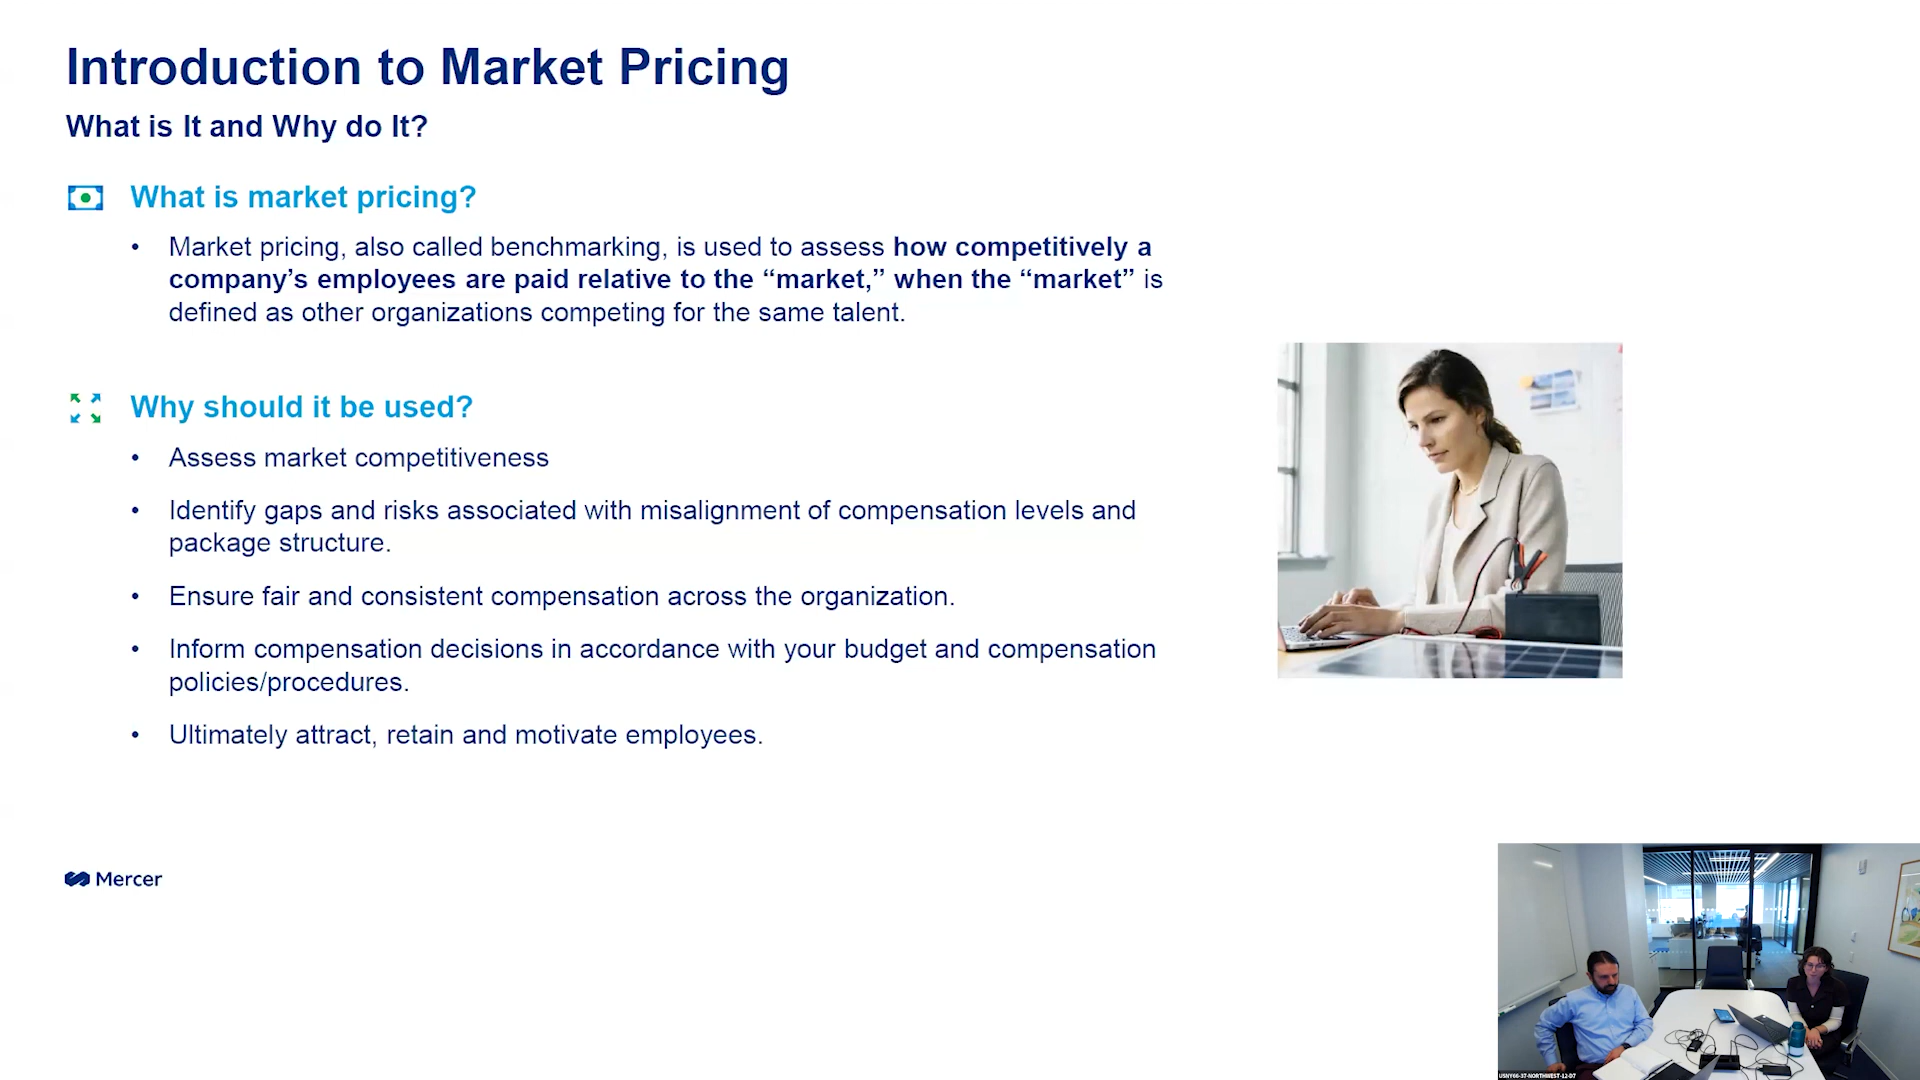 Introduction to Market Pricing
What is It and Why do It?
What is market pricing?
• Market pricing, also called benchmarking, is used to assess how competitively a
company’s employees are paid relative to the “market,” when the “market” is
defined as other organizations competing for the same talent.
Why should it be used?
• Assess market competitiveness
• Identify gaps and risks associated with misalignment of compensation levels and
package structure.
• Ensure fair and consistent compensation across the organization.
• Inform compensation decisions in accordance with your budget and compensation
policies/procedures.
• Ultimately attract, retain and motivate employees.
Mercer
USNY66-37-NORTHWEST-12-D7